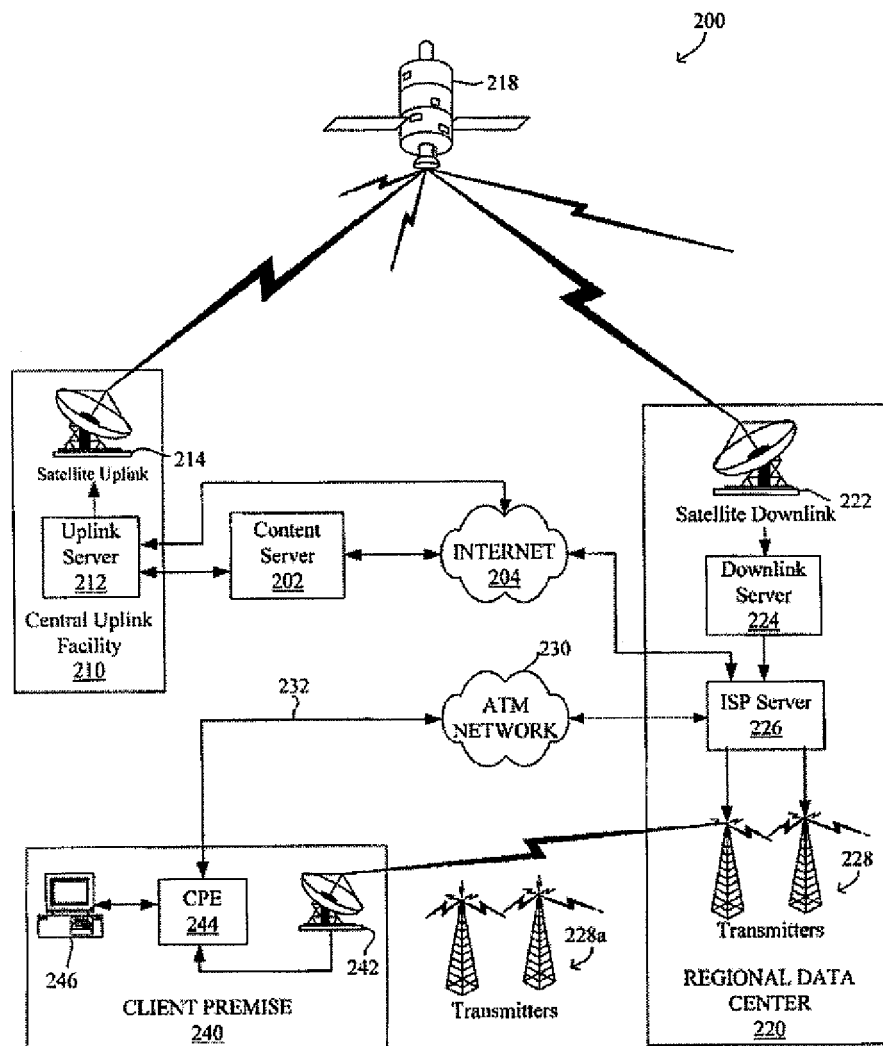 200
218
214
Satellite Uplink
Uplink
Server
212
Central Uplink
Facility
210
Content
Server
202
INTERNET
204
222
Satellite Downlink
Downlink
Server
224
ISP Server
226
230
ATM
NETWORK
232
228
Transmitters
REGIONAL DATA
CENTER
220
CPE
244
246
242
CLIENT PREMISE
240
228a
Transmitters